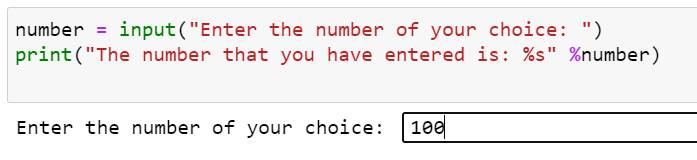 number = input("Enter the number of your choice: ")
print("The number that you have entered is: %s" %number)
Enter the number of your choice: 100